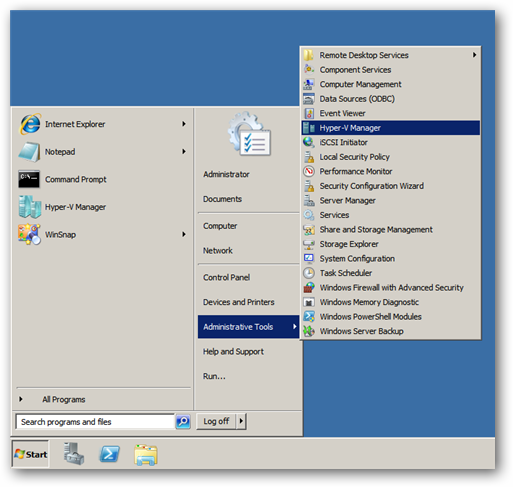 Internet Explorer
Notepad
Command Prompt
Hyper-V Manager
WinSnap
All Programs
Search programs and files
Administrator
Documents
Computer
Network
Control Panel
Devices and Printers
Administrative Tools
Help and Support
Run...
Log off
Remote Desktop Services
Component Services
Computer Management
Data Sources (ODBC)
Event Viewer
Hyper-V Manager
iSCSI Initiator
Local Security Policy
Performance Monitor
Security Configuration Wizard
Server Manager
Services
Share and Storage Management
Storage Explorer
System Configuration
Task Scheduler
Windows Firewall with Advanced Security
Windows Memory Diagnostic
Windows PowerShell Modules
Windows Server Backup
Start